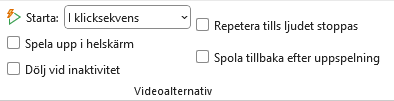 Starta: I klicksekvens
Spela upp i helskärm
Dölj vid inaktivitet
Repetera tills ljudet stoppas
Spola tillbaka efter uppspelning
Videoalternativ